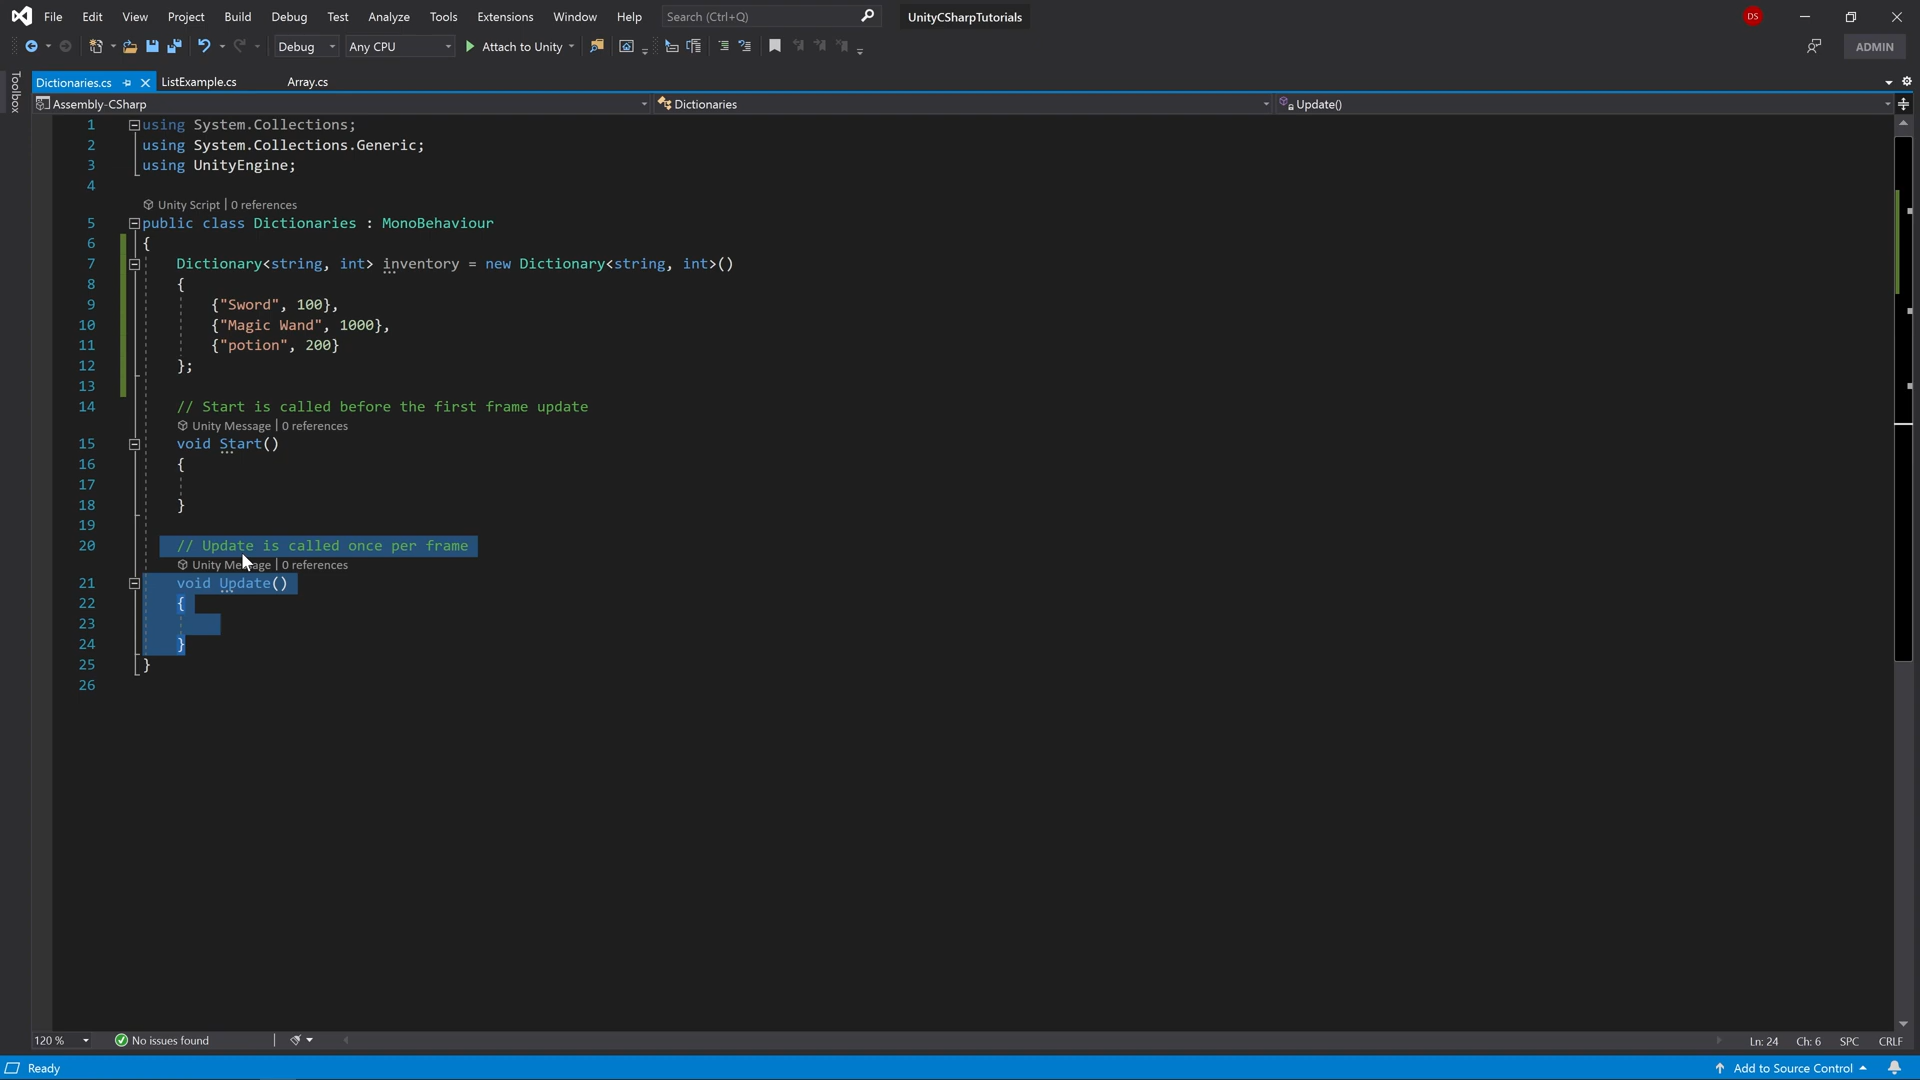 File Edit View Project Build Debug Test Analyze Tools Extensions Window Help Search (Ctrl+Q) UnityCSharpTutorials DS
Debug Any CPU Attach to Unity ADMIN
Toolbox
Dictionaries.cs ListExample.cs Array.cs
Assembly-CSharp Dictionaries Update()
1 using System.Collections;
2 using System.Collections.Generic;
3 using UnityEngine;
4
Unity Script | 0 references
5 public class Dictionaries : MonoBehaviour
6 {
7 Dictionary<string, int> inventory = new Dictionary<string, int>()
8 {
9 {"Sword", 100},
10 {"Magic Wand", 1000},
11 {"potion", 200}
12 };
13
14 // Start is called before the first frame update
Unity Message | 0 references
15 void Start()
16 {
17
18 }
19
20 // Update is called once per frame
Unity Message | 0 references
21 void Update()
22 {
23
24 }
25 }
26
120 % No issues found Ln: 24 Ch: 6 SPC CRLF
Ready Add to Source Control